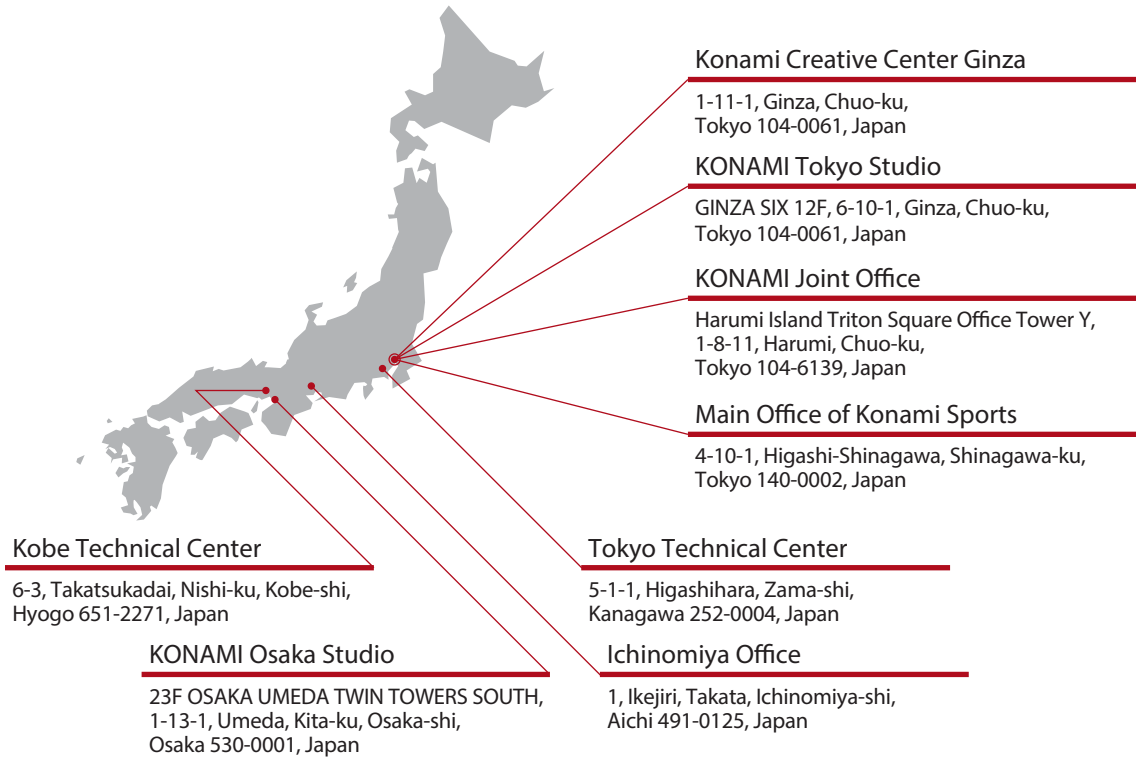 Konami Creative Center Ginza
1-11-1, Ginza, Chuo-ku,
Tokyo 104-0061, Japan
KONAMI Tokyo Studio
GINZA SIX 12F, 6-10-1, Ginza, Chuo-ku,
Tokyo 104-0061, Japan
KONAMI Joint Office
Harumi Island Triton Square Office Tower Y,
1-8-11, Harumi, Chuo-ku,
Tokyo 104-6139, Japan
Main Office of Konami Sports
4-10-1, Higashi-Shinagawa, Shinagawa-ku,
Tokyo 140-0002, Japan
Kobe Technical Center
6-3, Takatsukadai, Nishi-ku, Kobe-shi,
Hyogo 651-2271, Japan
Tokyo Technical Center
5-1-1, Higashihara, Zama-shi,
Kanagawa 252-0004, Japan
KONAMI Osaka Studio
23F OSAKA UMEDA TWIN TOWERS SOUTH,
1-13-1, Umeda, Kita-ku, Osaka-shi,
Osaka 530-0001, Japan
Ichinomiya Office
1, Ikejiri, Takata, Ichinomiya-shi,
Aichi 491-0125, Japan